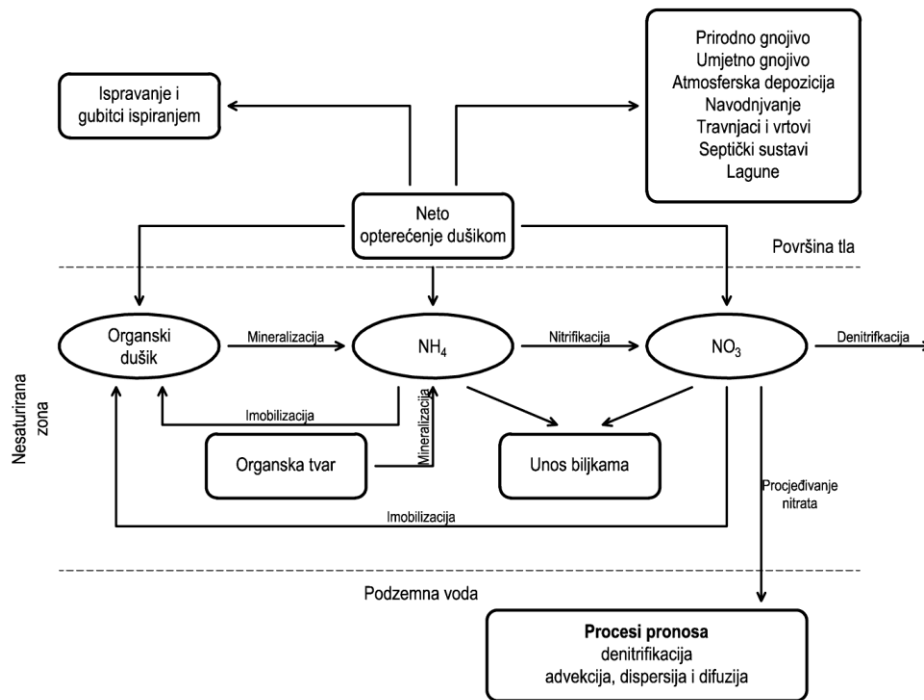 Prirodno gnojivo
Umjetno gnojivo
Atmosferska depozicija
Navodnjvanje
Travnjaci i vrtovi
Septički sustavi
Lagune
Ispravanje i
gubitci ispiranjem
Neto
opterećenje dušikom
Površina tla
Organski
dušik
Mineralizacija
NH₄
Nitrifikacija
NO₃
Denitrifkacija
Nesaturirana
zona
Imobilizacija
Mineralizacija
Organska tvar
Unos biljkama
Procjeđivanje
nitrata
Imobilizacija
Podzemna voda
Procesi pronosa
denitrifikacija
advekcija, dispersija i difuzija